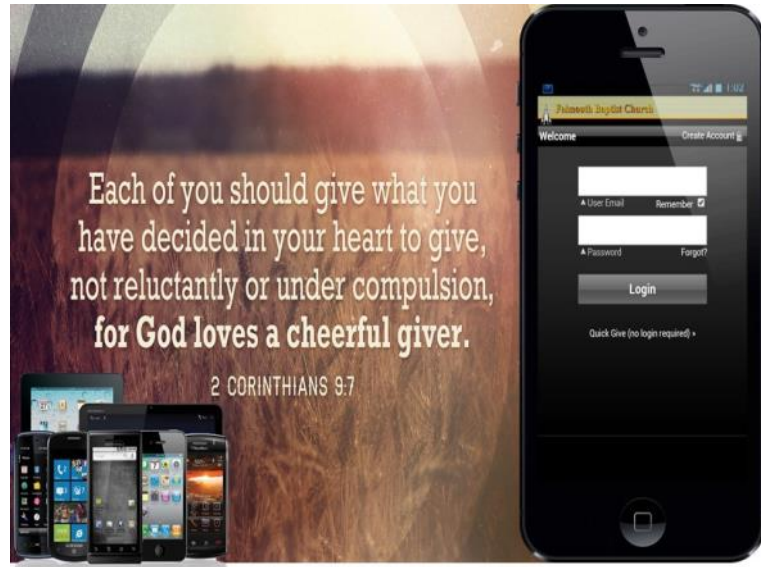 Each of you should give what you
have decided in your heart to give,
not reluctantly or under compulsion,
for God loves a cheerful giver.
2 CORINTHIANS 9:7
1:02
Falmouth Baptist Church
Welcome Create Account
User Email Remember
Password Forgot?
Login
Quick Give (no login required) »